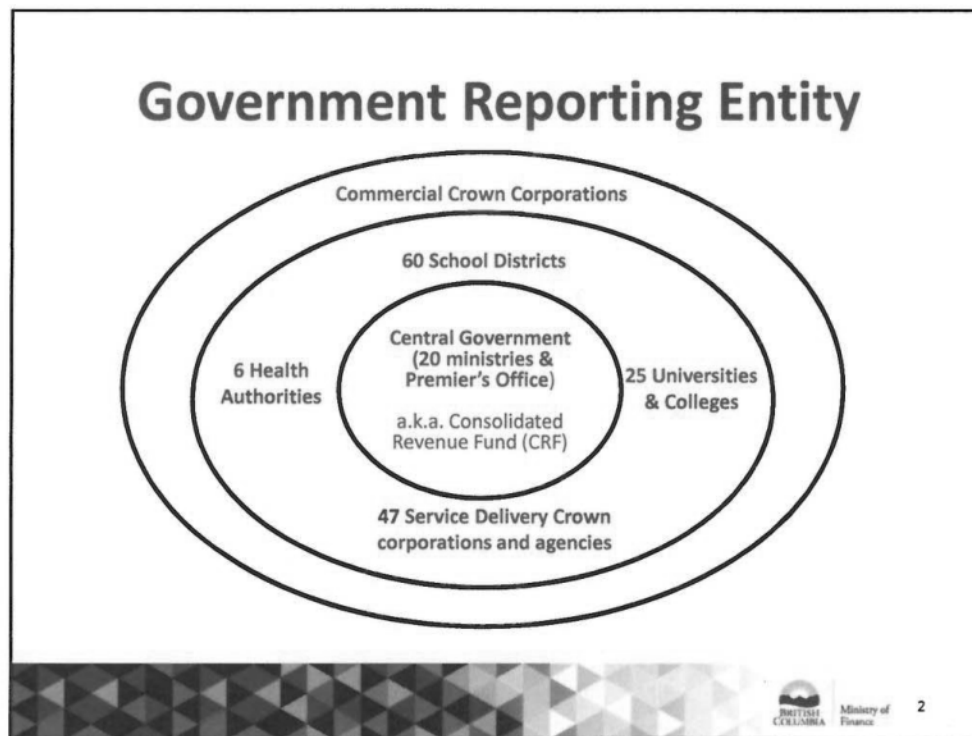 Government Reporting Entity
Commercial Crown Corporations
60 School Districts
Central Government
(20 ministries &
Premier's Office)
a.k.a. Consolidated
Revenue Fund (CRF)
6 Health
Authorities
25 Universities
& Colleges
47 Service Delivery Crown
corporations and agencies
BRITISH
COLUMBIA
Ministry of
Finance
2